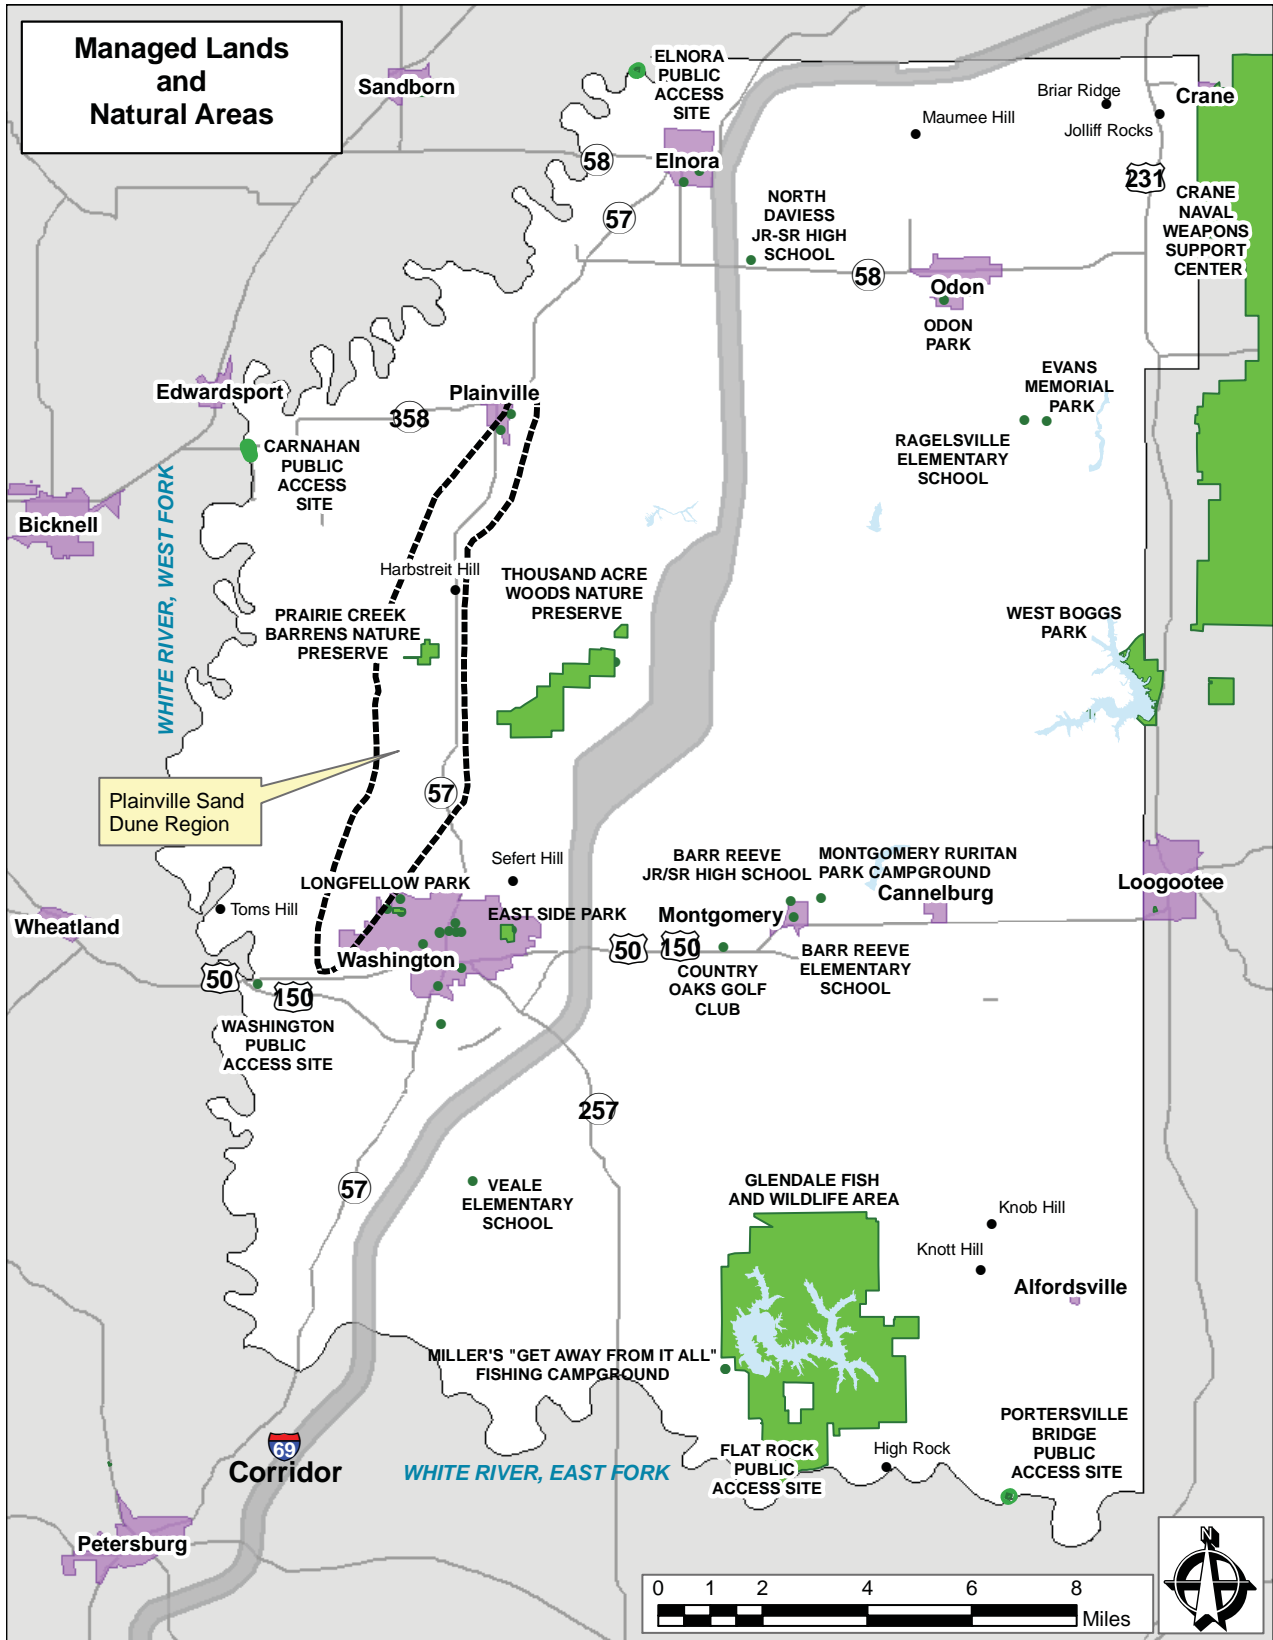 Managed Lands
and
Natural Areas
Sandborn
ELNORA
PUBLIC
ACCESS
SITE
Briar Ridge
Crane
Maumee Hill
Jolliff Rocks
58
Elnora
231
57
NORTH
DAVIESS
JR-SR HIGH
SCHOOL
CRANE
NAVAL
WEAPONS
SUPPORT
CENTER
58
Odon
ODON
PARK
EVANS
MEMORIAL
PARK
Edwardsport
Plainville
358
CARNAHAN
PUBLIC
ACCESS
SITE
RAGELSVILLE
ELEMENTARY
SCHOOL
Bicknell
WHITE RIVER, WEST FORK
Harbstreit Hill
THOUSAND ACRE
WOODS NATURE
PRESERVE
PRAIRIE CREEK
BARRENS NATURE
PRESERVE
WEST BOGGS
PARK
Plainville Sand
Dune Region
57
Sefert Hill
BARR REEVE
JR/SR HIGH SCHOOL
MONTGOMERY RURITAN
PARK CAMPGROUND
LONGFELLOW PARK
Cannelburg
Loogootee
Toms Hill
EAST SIDE PARK
Montgomery
Wheatland
Washington
50
150
BARR REEVE
ELEMENTARY
SCHOOL
50
150
COUNTRY
OAKS GOLF
CLUB
WASHINGTON
PUBLIC
ACCESS SITE
257
57
VEALE
ELEMENTARY
SCHOOL
GLENDALE FISH
AND WILDLIFE AREA
Knob Hill
Knott Hill
Alfordsville
MILLER'S "GET AWAY FROM IT ALL"
FISHING CAMPGROUND
69
Corridor
WHITE RIVER, EAST FORK
FLAT ROCK
PUBLIC
ACCESS SITE
High Rock
PORTERSVILLE
BRIDGE
PUBLIC
ACCESS SITE
Petersburg
N
0 1 2 4 6 8
Miles